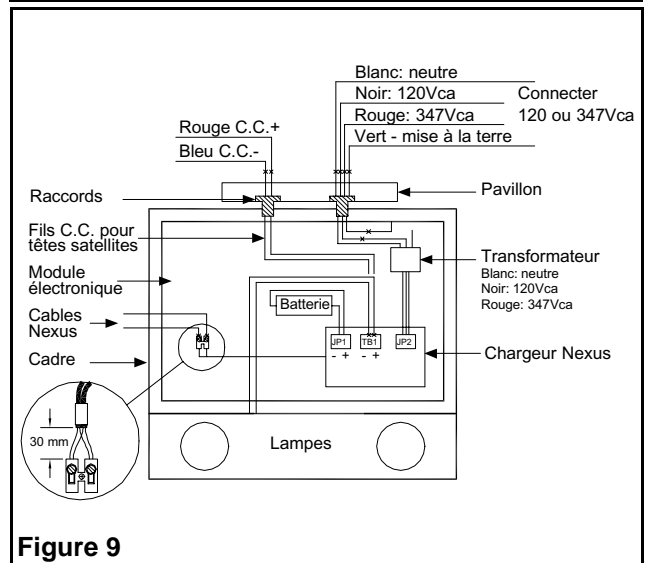 Blanc: neutre
Noir: 120Vca
Rouge: 347Vca
Vert - mise à la terre
Connecter
120 ou 347Vca
Rouge C.C.+
Bleu C.C.-
Raccords
Pavillon
Fils C.C. pour
têtes satellites
Module
électronique
Cables
Nexus
Cadre
Transformateur
Blanc: neutre
Noir: 120Vca
Rouge: 347Vca
Batterie
JP1
TB1
JP2
- +
- +
Chargeur Nexus
30 mm
Lampes
Figure 9